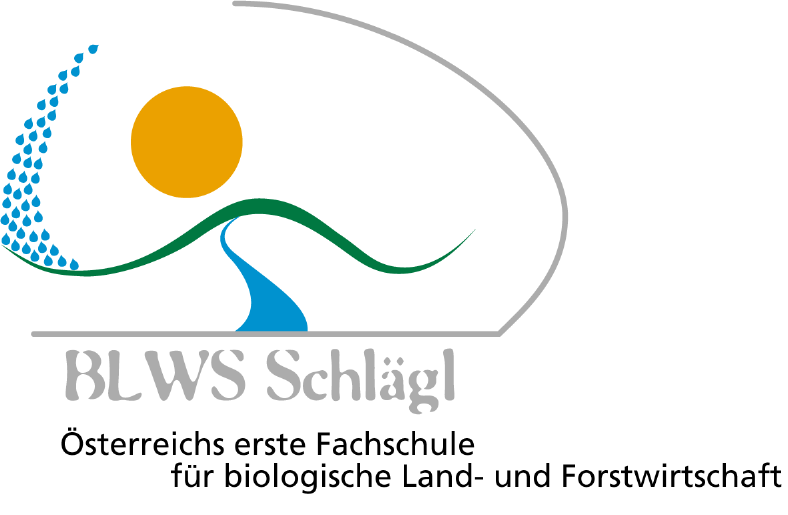 BLWS Schlägl
Österreichs erste Fachschule
für biologische Land- und Forstwirtschaft